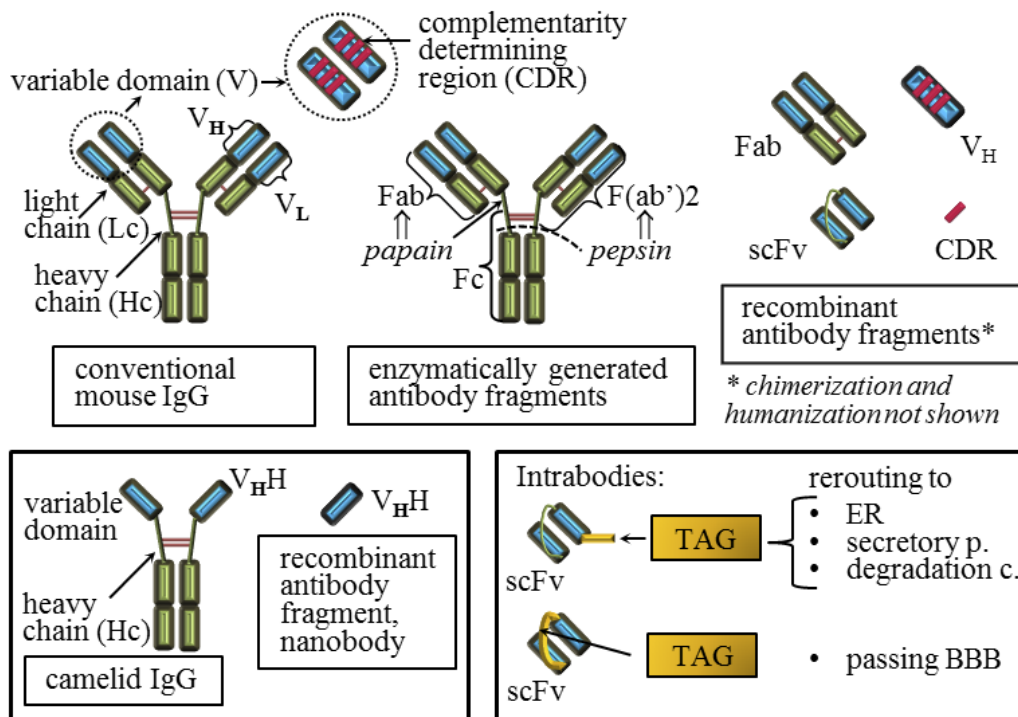 complementarity
determining
region (CDR)
variable domain (V)
VH
VL
light
chain (Lc)
heavy
chain (Hc)
conventional
mouse IgG
Fab
papain
Fc
F(ab’)2
pepsin
enzymatically generated
antibody fragments
Fab
VH
scFv
CDR
recombinant
antibody fragments*
* chimerization and
humanization not shown
variable
domain
VHH
heavy
chain (Hc)
camelid IgG
VHH
recombinant
antibody
fragment,
nanobody
Intrabodies:
scFv
TAG
rerouting to
• ER
• secretory p.
• degradation c.
scFv
TAG
• passing BBB